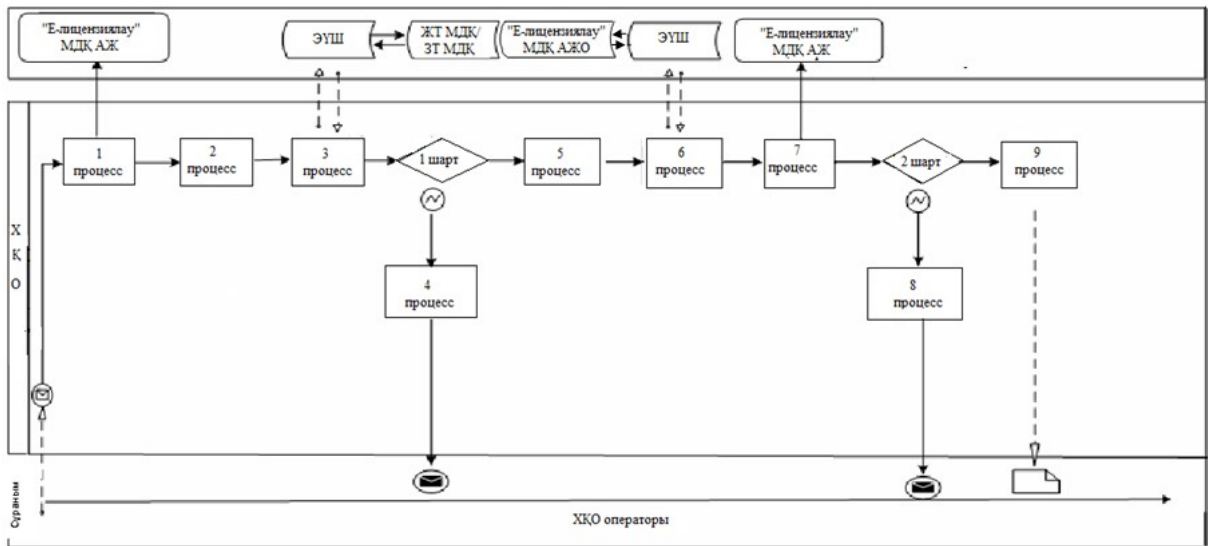 "Е-лицензиялау"
МДҚ АЖ
ЭҮШ
ЖТ МДҚ/
ЗТ МДҚ
"Е-лицензиялау"
МДҚ АЖО
ЭҮШ
"Е-лицензиялау"
МДҚ АЖ
1
процесс
2
процесс
3
процесс
1 шарт
5
процесс
6
процесс
7
процесс
2 шарт
9
процесс
Х
Қ
О
4
процесс
8
процесс
Сұраным
ХҚО операторы